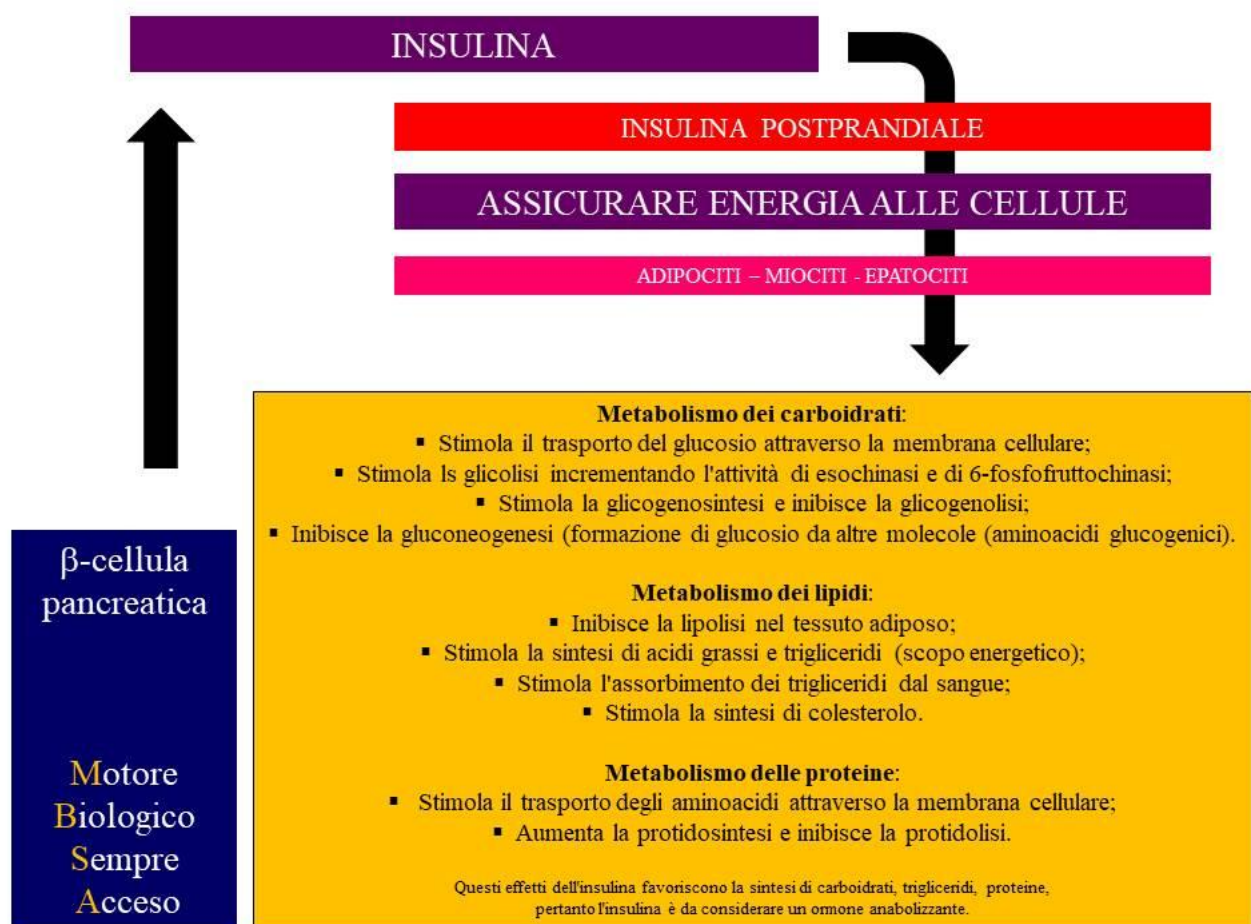 INSULINA
INSULINA POSTPRANDIALE
ASSICURARE ENERGIA ALLE CELLULE
ADIPOCITI – MIOCITI - EPATOCITI
β-cellula
pancreatica
Motore
Biologico
Sempre
Acceso
Metabolismo dei carboidrati:
▪ Stimola il trasporto del glucosio attraverso la membrana cellulare;
▪ Stimola ls glicolisi incrementando l'attività di esochinasi e di 6-fosfofruttochinasi;
▪ Stimola la glicogenosintesi e inibisce la glicogenolisi;
▪ Inibisce la gluconeogenesi (formazione di glucosio da altre molecole (aminoacidi glucogenici).
Metabolismo dei lipidi:
▪ Inibisce la lipolisi nel tessuto adiposo;
▪ Stimola la sintesi di acidi grassi e trigliceridi (scopo energetico);
▪ Stimola l'assorbimento dei trigliceridi dal sangue;
▪ Stimola la sintesi di colesterolo.
Metabolismo delle proteine:
▪ Stimola il trasporto degli aminoacidi attraverso la membrana cellulare;
▪ Aumenta la protidosintesi e inibisce la protidolisi.
Questi effetti dell'insulina favoriscono la sintesi di carboidrati, trigliceridi, proteine,
pertanto l'insulina è da considerare un ormone anabolizzante.